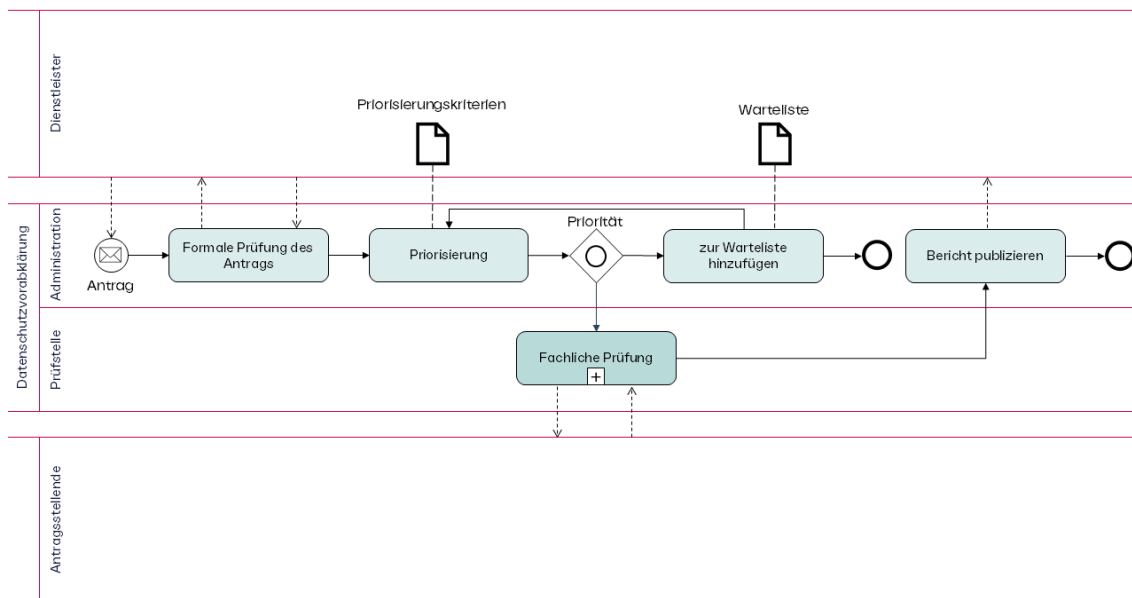 Dienstleister
Priorisierungskriterien
Warteliste
Datenschutzvorabklärung
Administration
Antrag
Formale Prüfung des
Antrags
Priorisierung
Priorität
zur Warteliste
hinzufügen
Bericht publizieren
Prüfstelle
Fachliche Prüfung
Antragsstellende